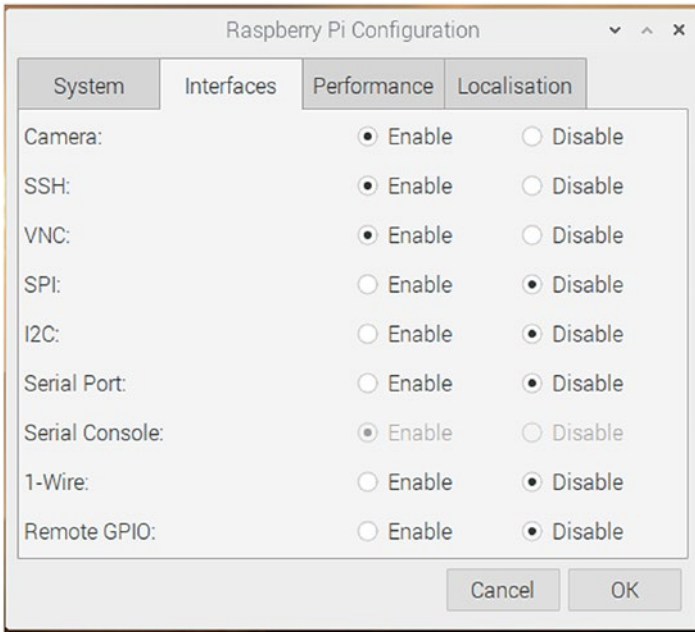 Raspberry Pi Configuration
System Interfaces Performance Localisation
Camera: Enable Disable
SSH: Enable Disable
VNC: Enable Disable
SPI: Enable Disable
I2C: Enable Disable
Serial Port: Enable Disable
Serial Console: Enable Disable
1-Wire: Enable Disable
Remote GPIO: Enable Disable
Cancel OK